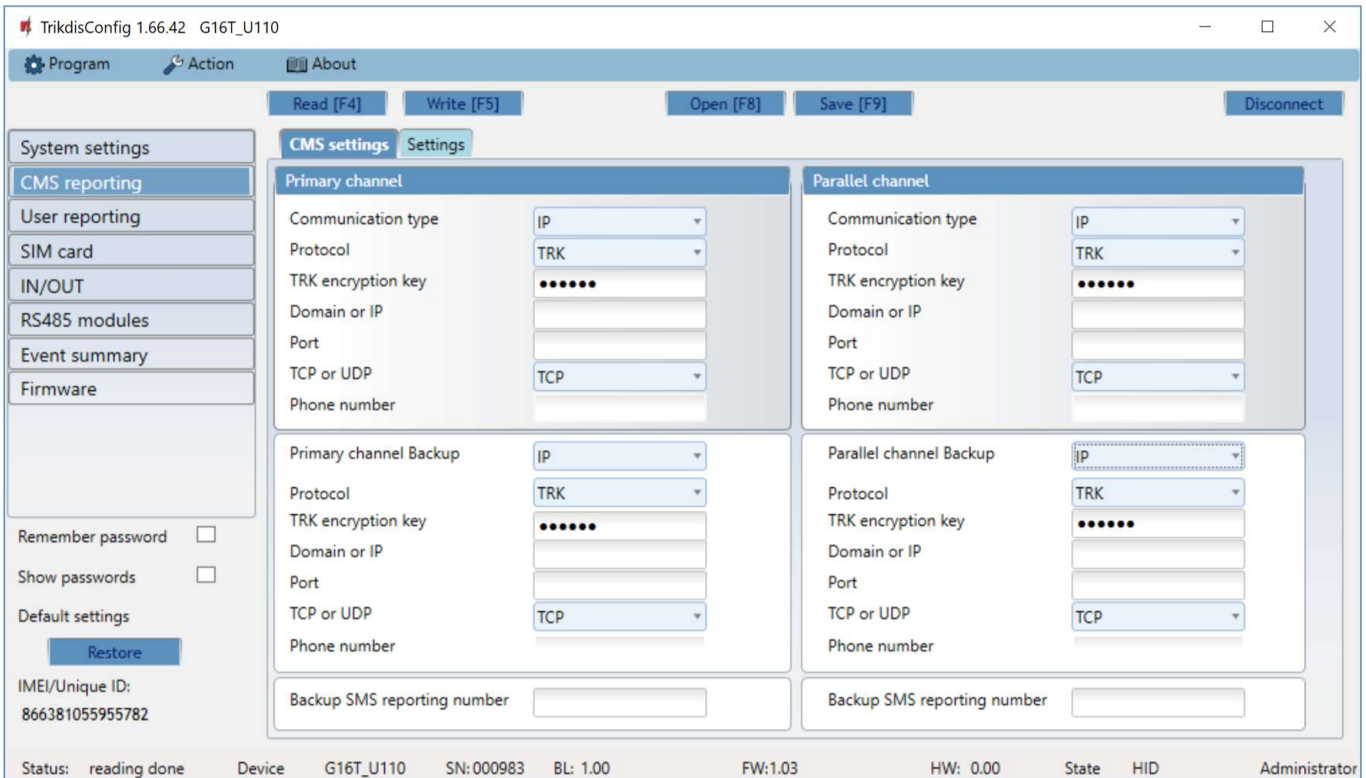 TrikdisConfig 1.66.42 G16T_U110
Program Action About
Read [F4] Write [F5] Open [F8] Save [F9] Disconnect
System settings
CMS reporting
User reporting
SIM card
IN/OUT
RS485 modules
Event summary
Firmware
Remember password
Show passwords
Default settings
Restore
IMEI/Unique ID:
866381055955782
CMS settings Settings
Primary channel
Communication type IP
Protocol TRK
TRK encryption key ••••••
Domain or IP
Port
TCP or UDP TCP
Phone number
Primary channel Backup IP
Protocol TRK
TRK encryption key ••••••
Domain or IP
Port
TCP or UDP TCP
Phone number
Backup SMS reporting number
Parallel channel
Communication type IP
Protocol TRK
TRK encryption key ••••••
Domain or IP
Port
TCP or UDP TCP
Phone number
Parallel channel Backup IP
Protocol TRK
TRK encryption key ••••••
Domain or IP
Port
TCP or UDP TCP
Phone number
Backup SMS reporting number
Status: reading done Device G16T_U110 SN:000983 BL: 1.00 FW:1.03 HW: 0.00 State HID Administrator